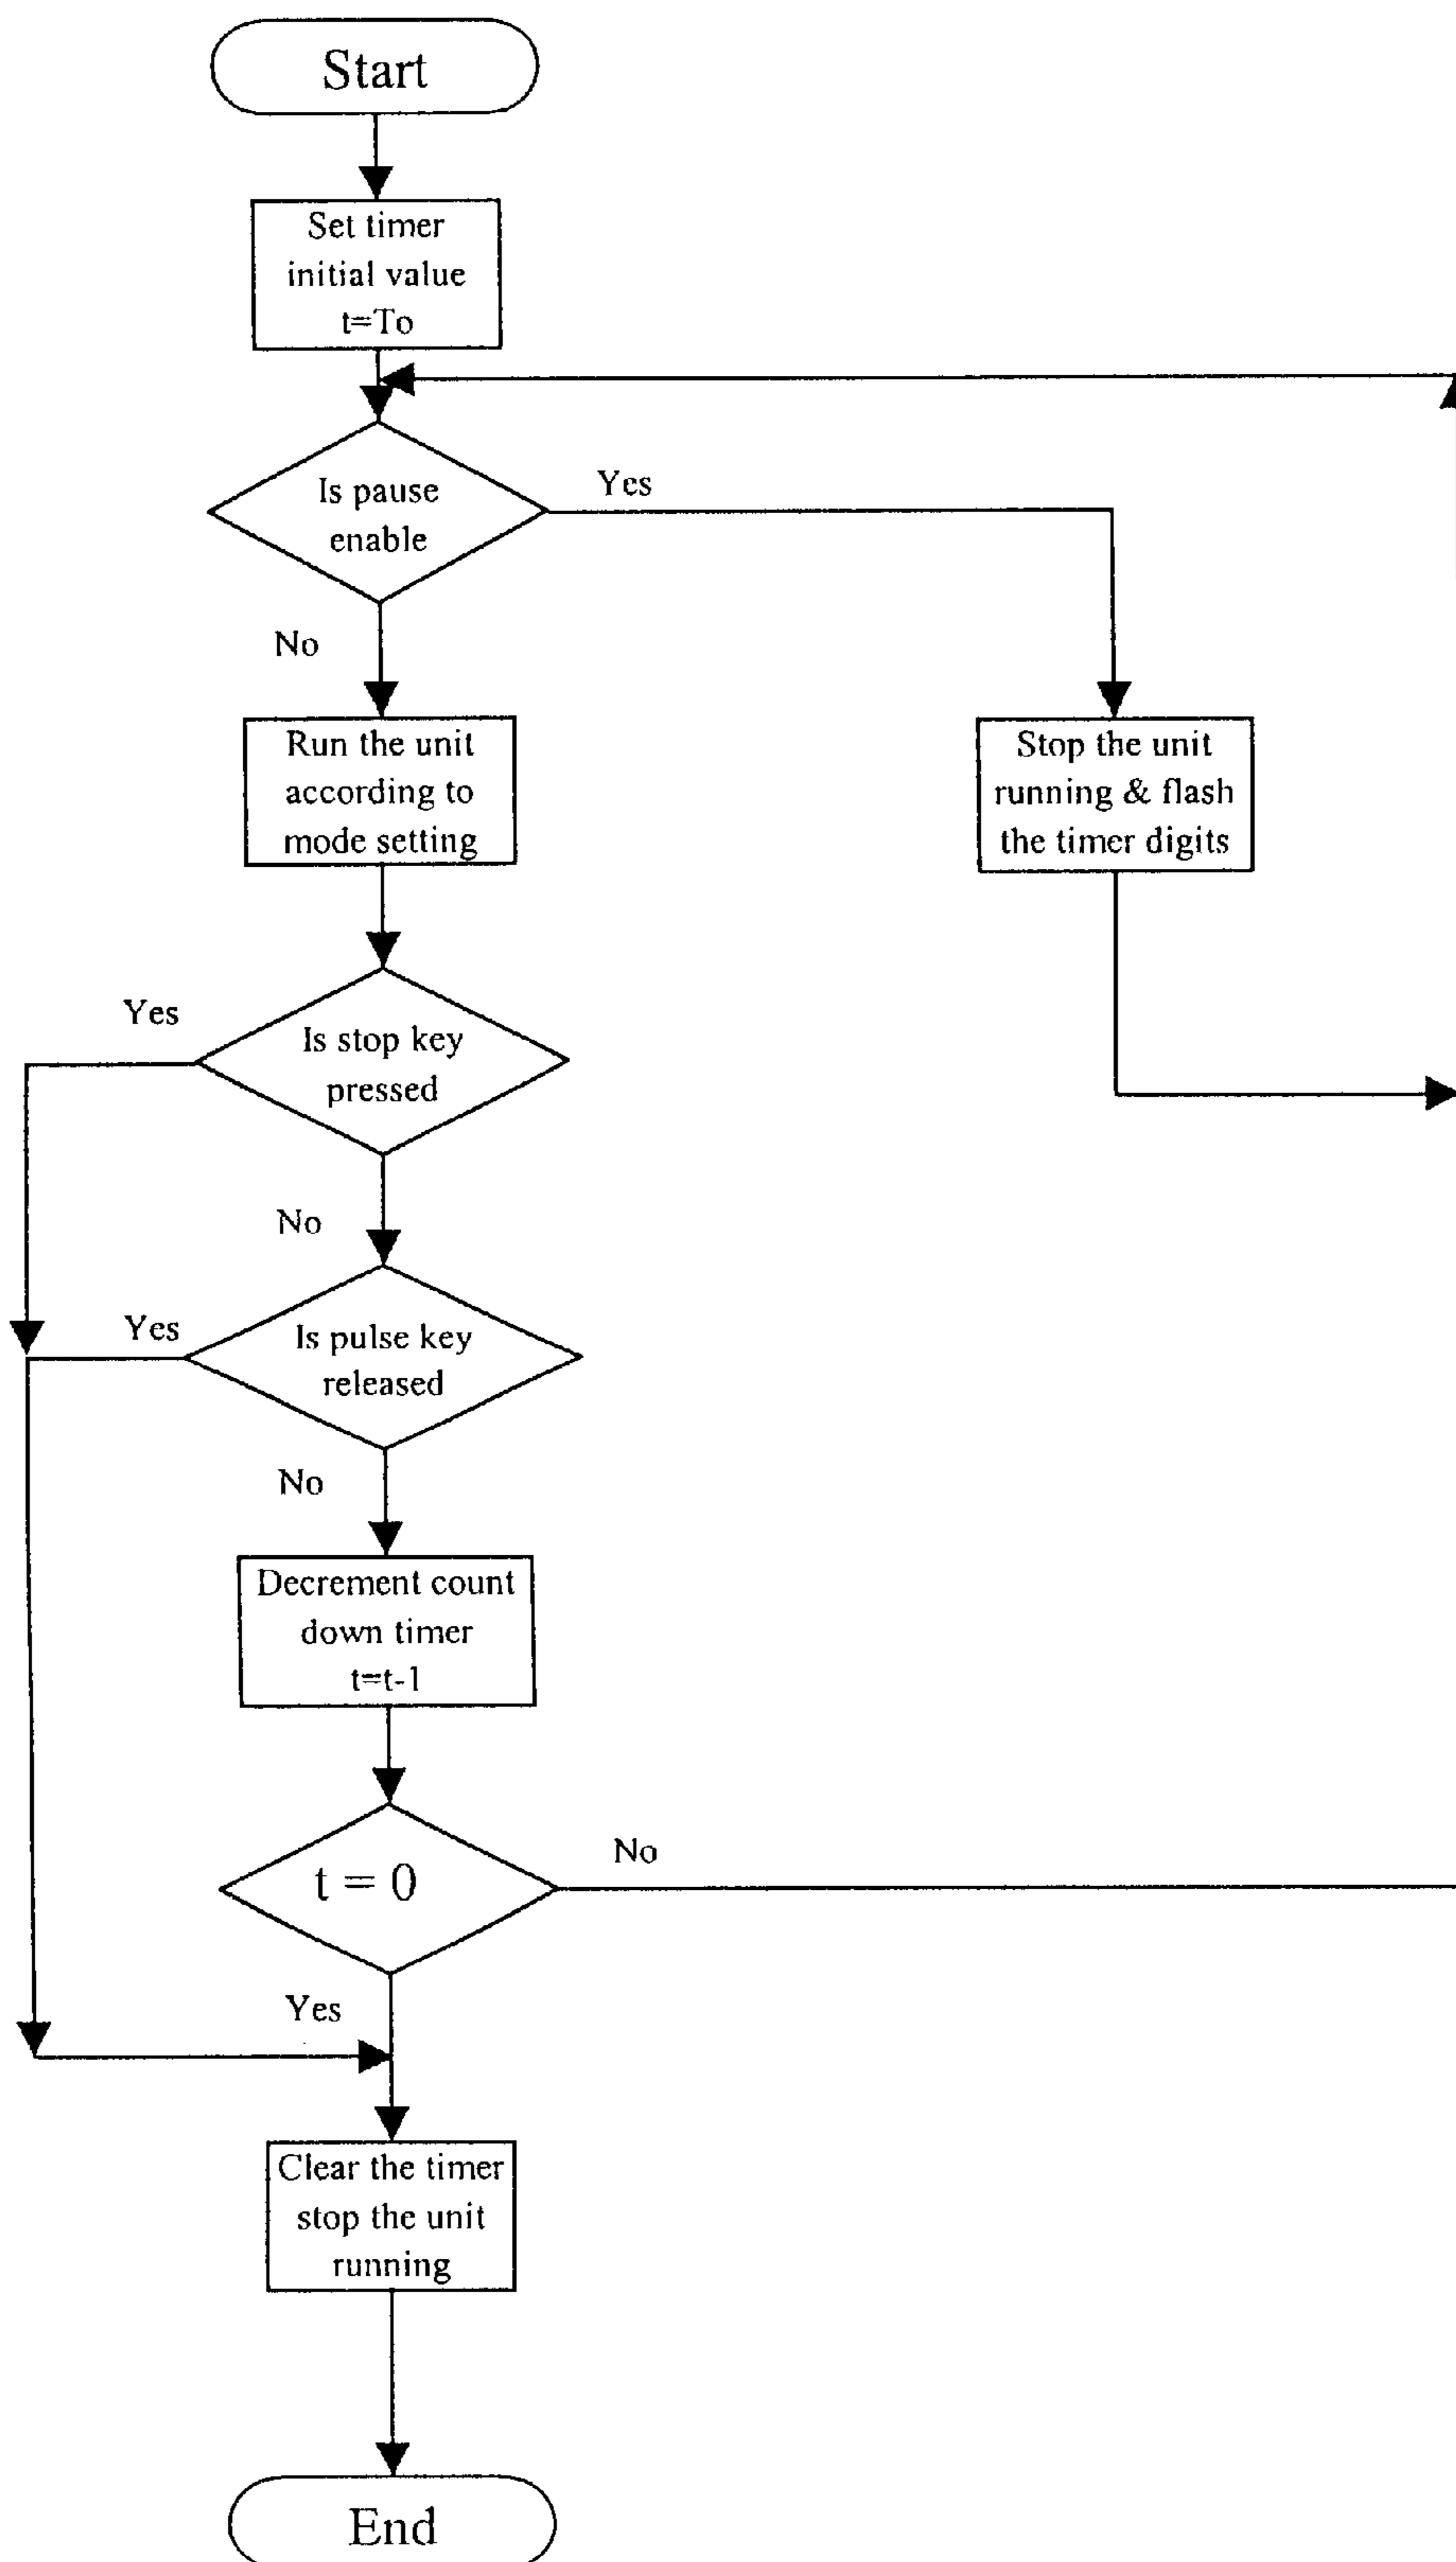 Start
Set timer
initial value
t=To
Is pause
enable
Yes
No
Run the unit
according to
mode setting
Stop the unit
running & flash
the timer digits
Yes
Is stop key
pressed
No
Yes
Is pulse key
released
No
Decrement count
down timer
t=t-1
t = 0
No
Yes
Clear the timer
stop the unit
running
End